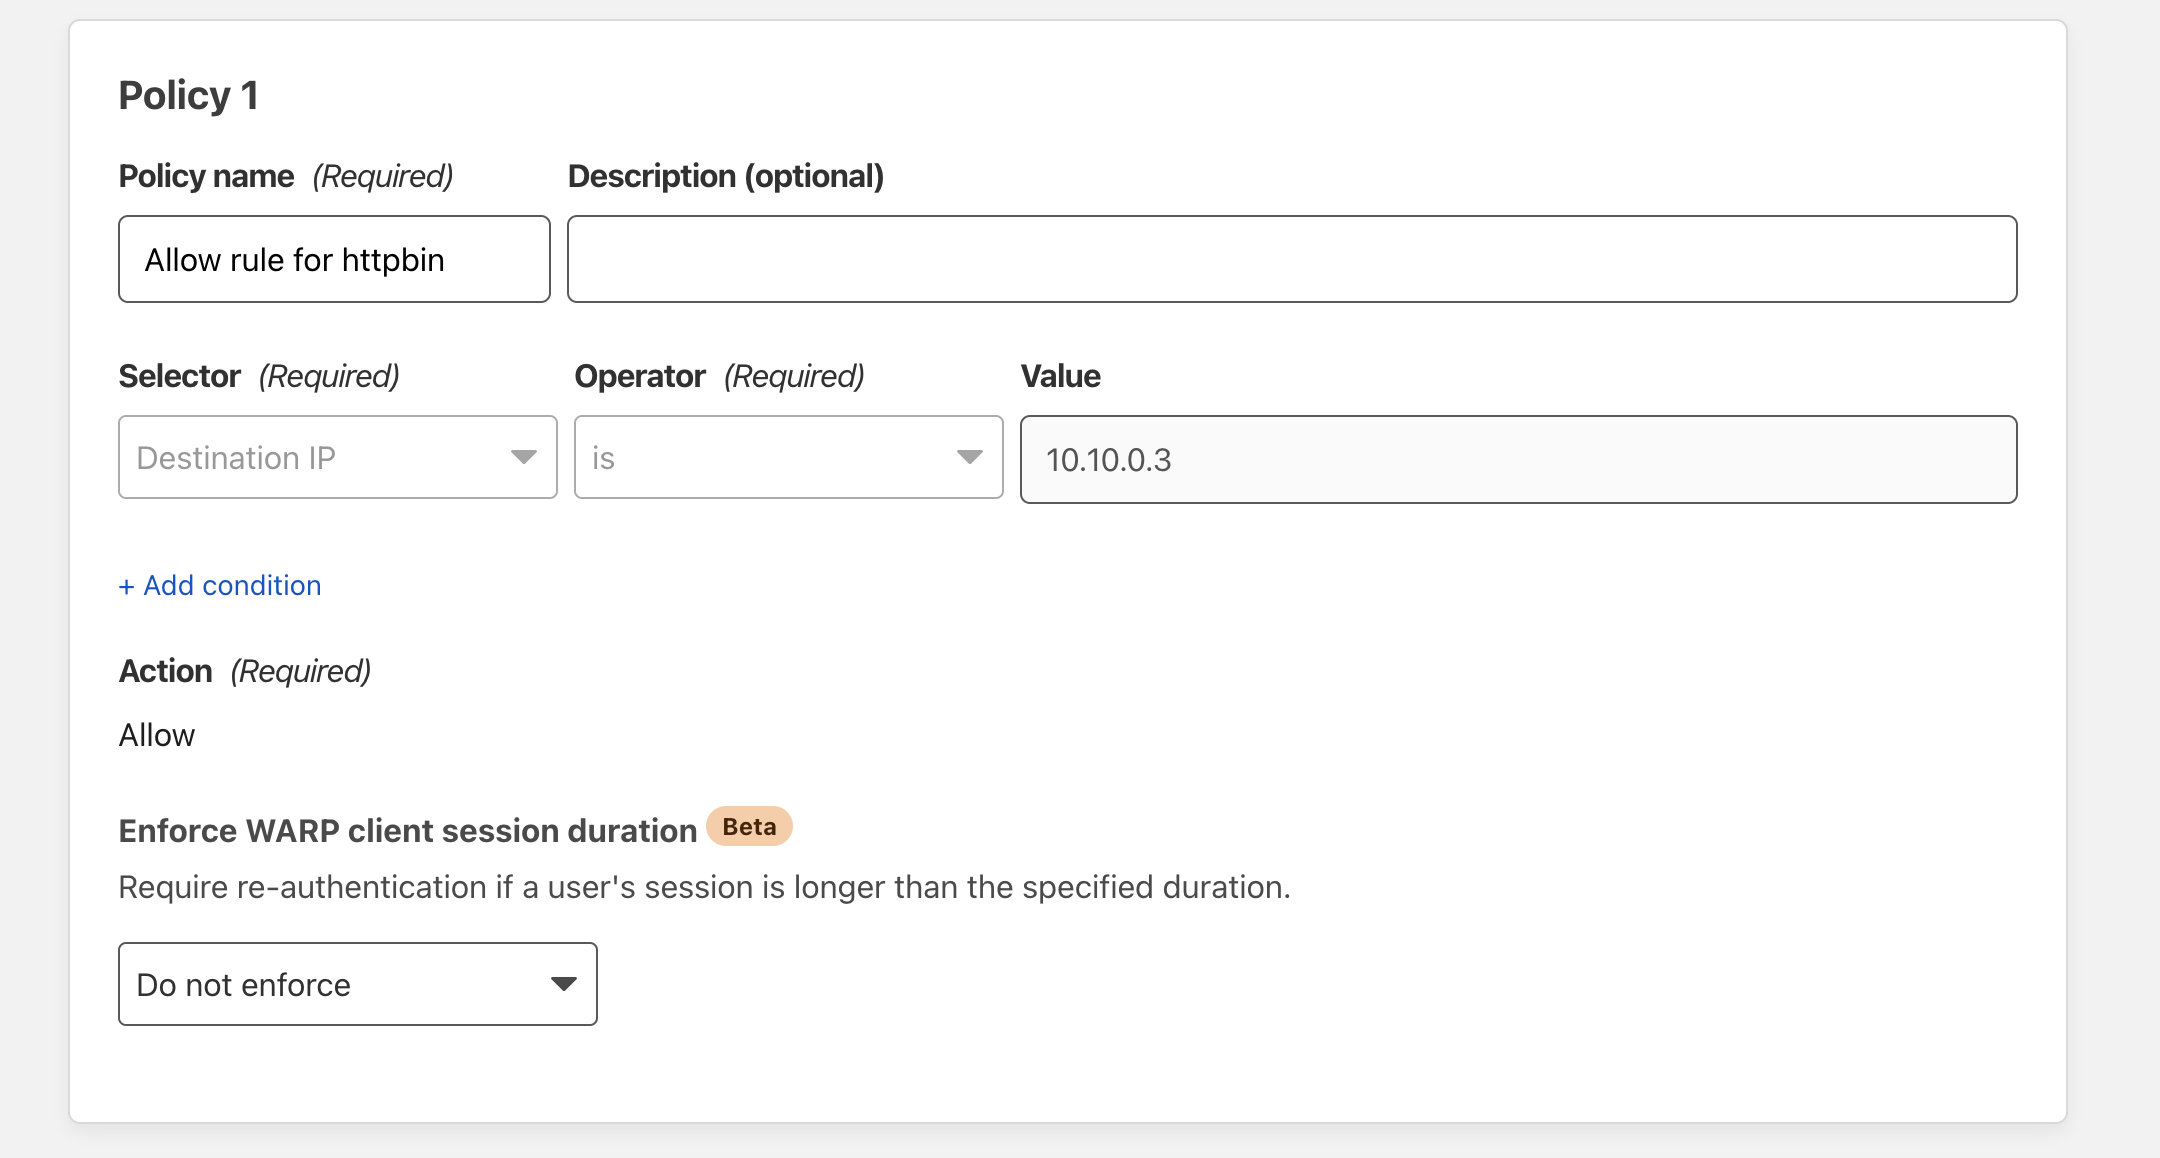 Policy 1
Policy name (Required) Description (optional)
Allow rule for httpbin
Selector (Required) Operator (Required) Value
Destination IP is 10.10.0.3
+ Add condition
Action (Required)
Allow
Enforce WARP client session duration Beta
Require re-authentication if a user's session is longer than the specified duration.
Do not enforce